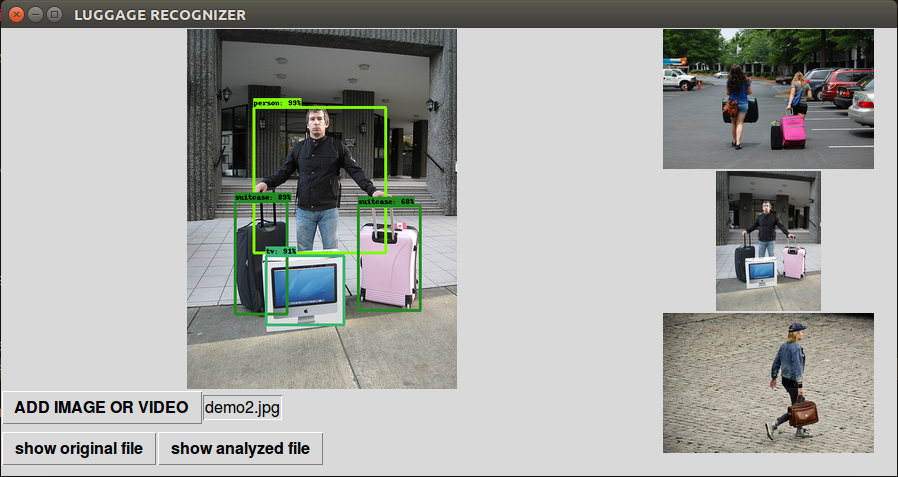 LUGGAGE RECOGNIZER
person: 99%
suitcase: 89%
suitcase: 68%
tv: 91%
ADD IMAGE OR VIDEO
demo2.jpg
show original file
show analyzed file